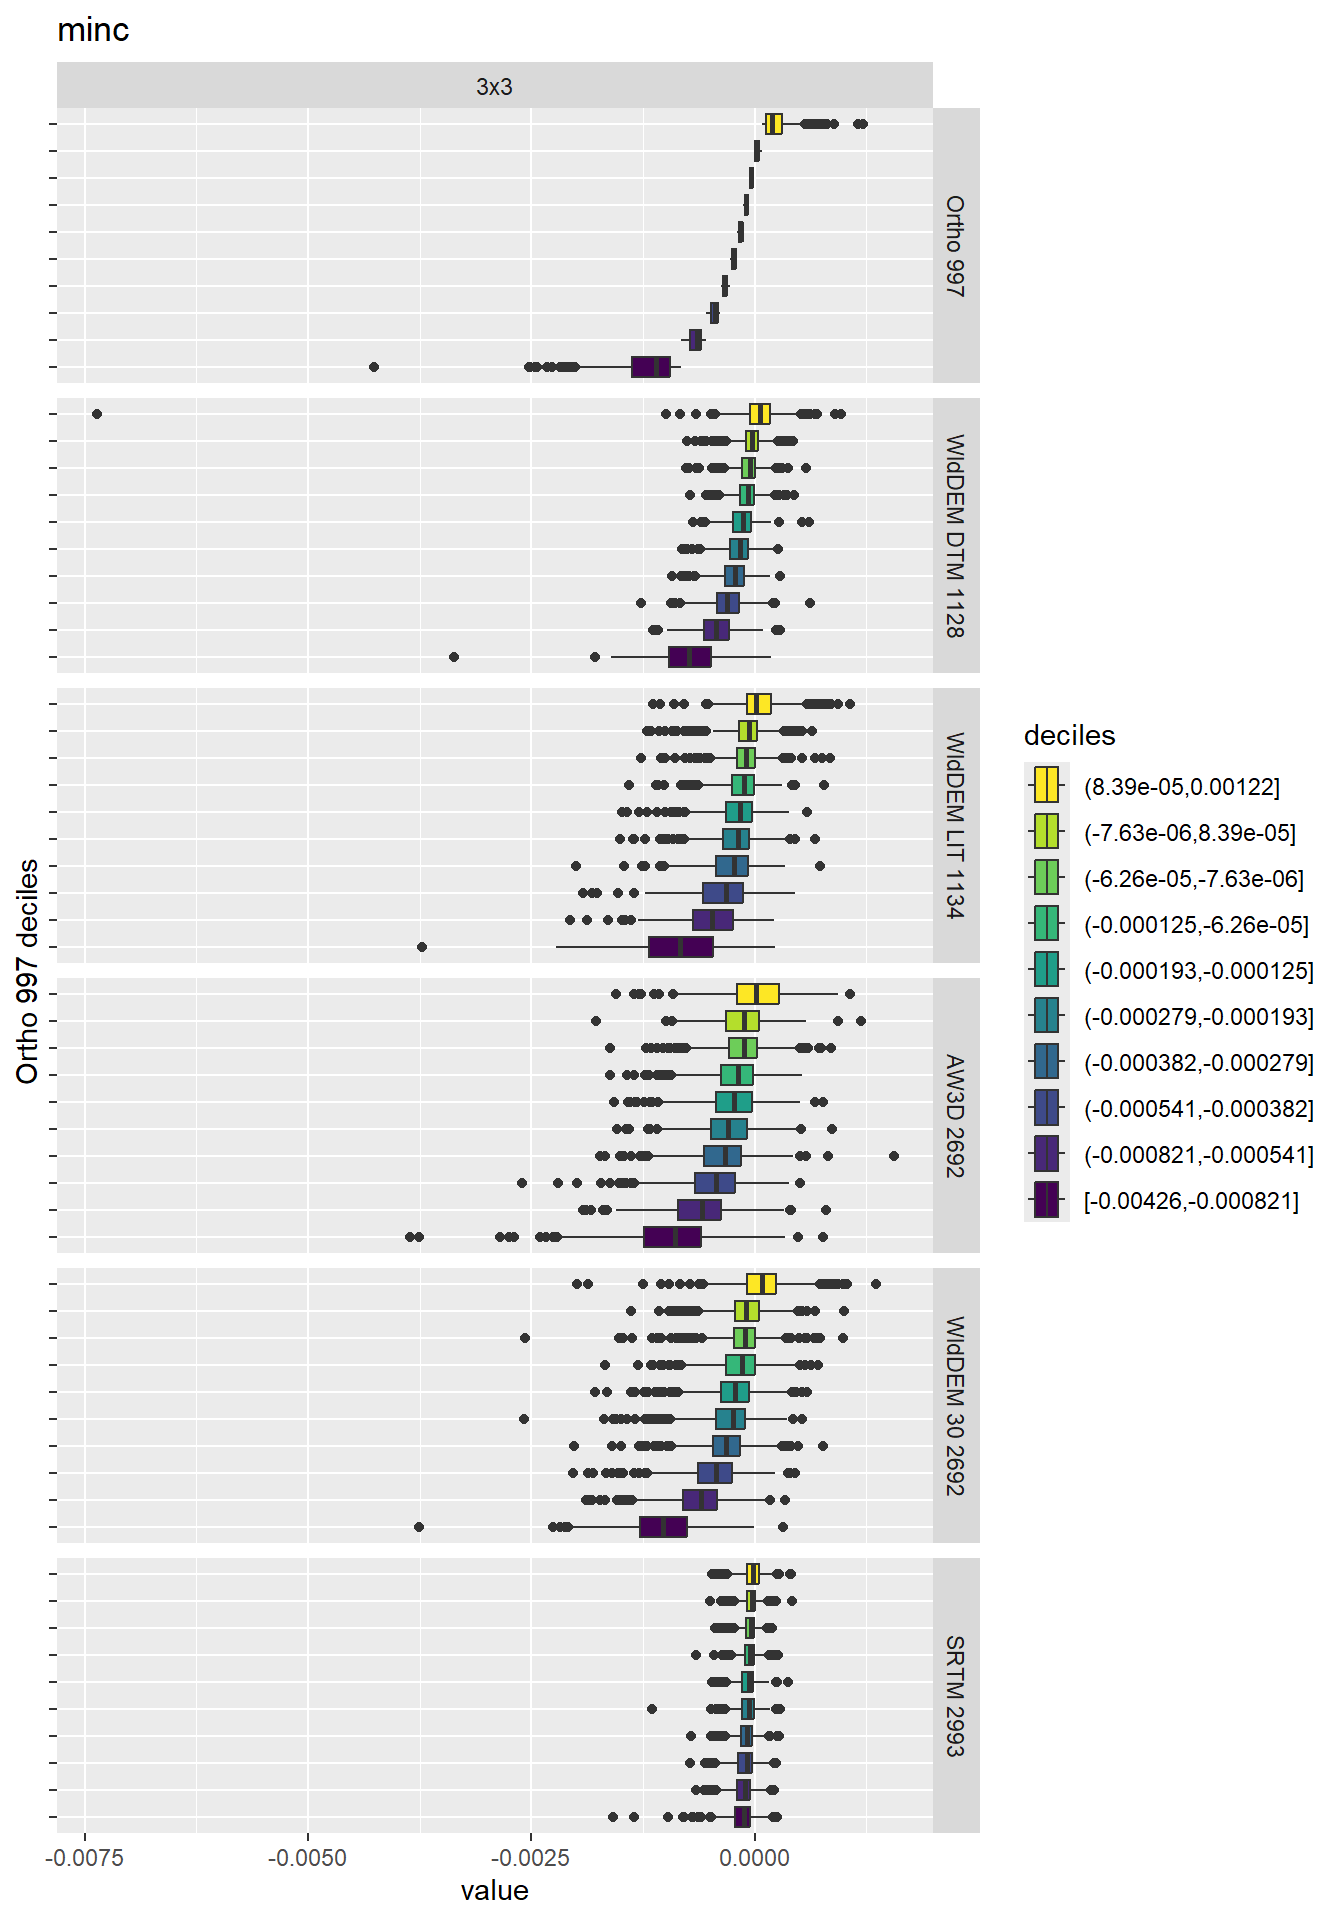 minc
3x3
Ortho 997
WldDEM DTM 1128
WldDEM LIT 1134
AW3D 2692
WldDEM 30 2692
SRTM 2993
Ortho 997 deciles
-0.0075
-0.0050
-0.0025
0.0000
value
deciles
(8.39e-05,0.00122]
(-7.63e-06,8.39e-05]
(-6.26e-05,-7.63e-06]
(-0.000125,-6.26e-05]
(-0.000193,-0.000125]
(-0.000279,-0.000193]
(-0.000382,-0.000279]
(-0.000541,-0.000382]
(-0.000821,-0.000541]
[-0.00426,-0.000821]